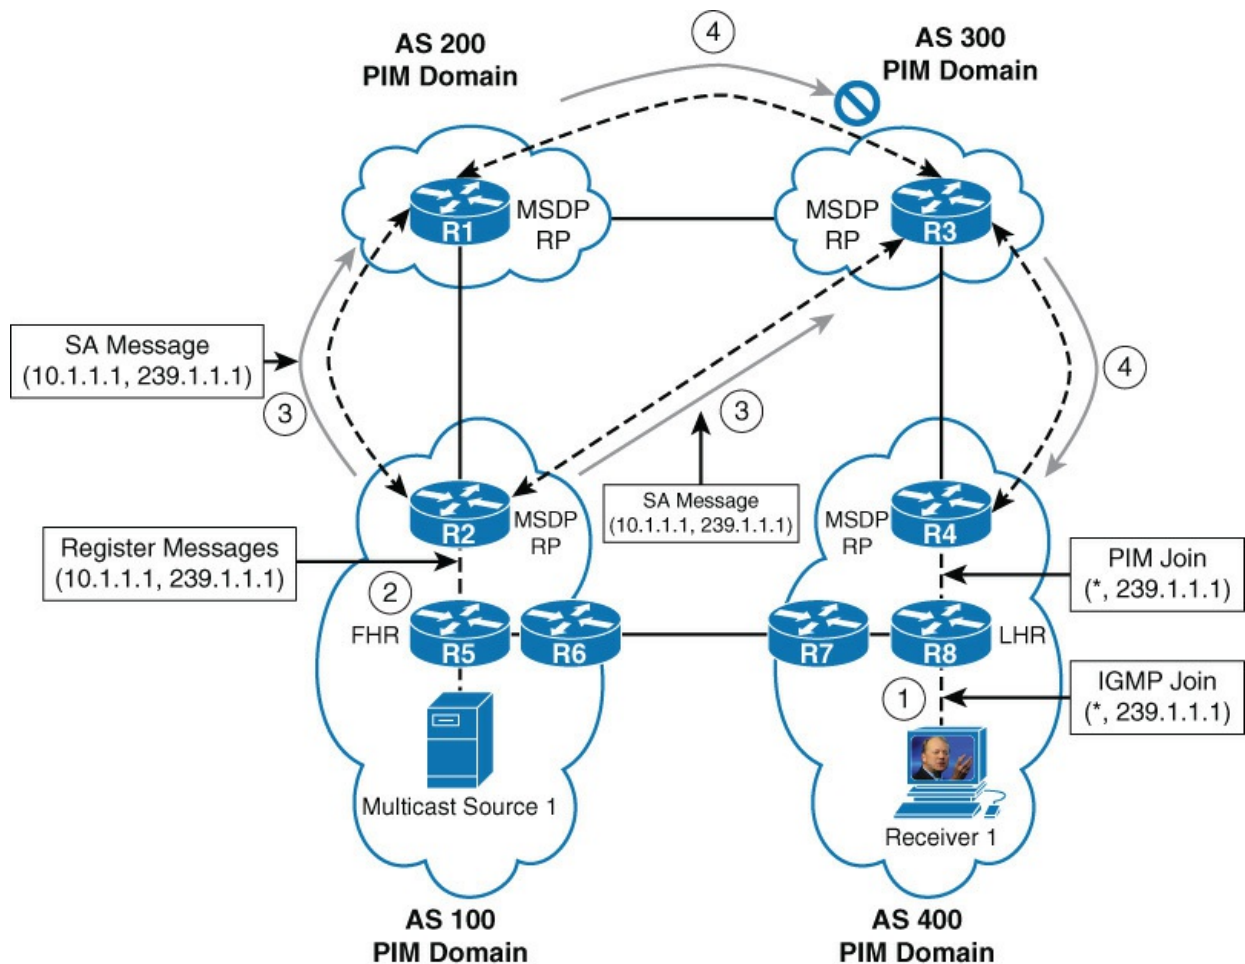 4
AS 200
PIM Domain
AS 300
PIM Domain
MSDP
RP
R1
MSDP
RP
R3
SA Message
(10.1.1.1, 239.1.1.1)
3
3
4
SA Message
(10.1.1.1, 239.1.1.1)
R2
MSDP
RP
MSDP
RP
R4
Register Messages
(10.1.1.1, 239.1.1.1)
PIM Join
(*, 239.1.1.1)
2
FHR
R5
R6
R7
R8
LHR
1
IGMP Join
(*, 239.1.1.1)
Multicast Source 1
Receiver 1
AS 100
PIM Domain
AS 400
PIM Domain